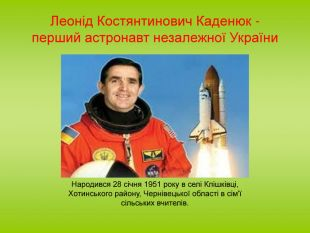 Леонід Костянтинович Каденюк -
перший астронавт незалежної України
Народився 28 січня 1951 року в селі Клішківці,
Хотинського району, Чернівецької області в сім'ї
сільських вчителів.